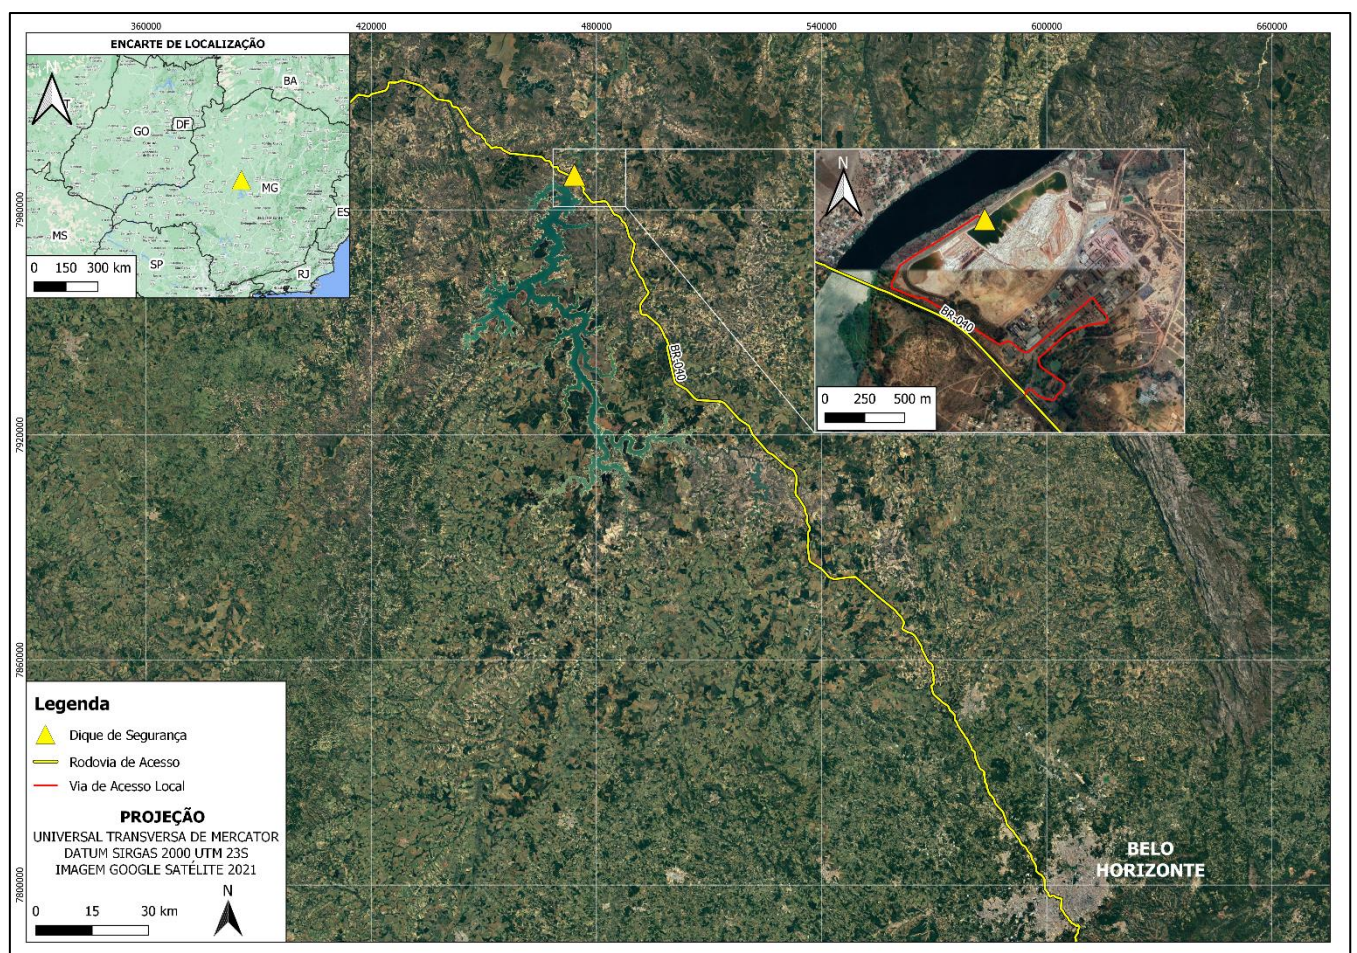 360000
420000
480000
540000
600000
660000
ENCARTE DE LOCALIZAÇÃO
N
BA
GO
DF
MG
ES
MS
SP
RJ
0 150 300 km
7980000
7920000
7860000
7800000
BR-040
N
BR-040
0 250 500 m
Legenda
Dique de Segurança
Rodovia de Acesso
Via de Acesso Local
PROJEÇÃO
UNIVERSAL TRANSVERSA DE MERCATOR
DATUM SIRGAS 2000 UTM 23S
IMAGEM GOOGLE SATÉLITE 2021
N
0 15 30 km
BELO
HORIZONTE